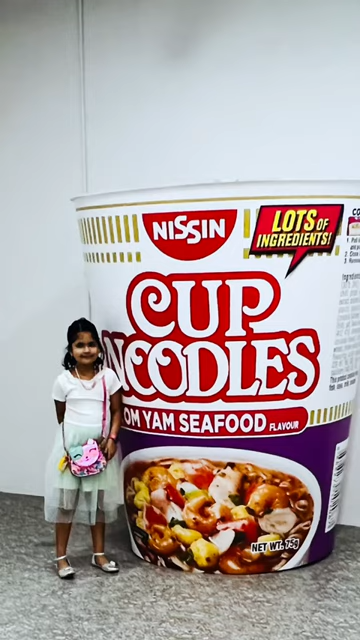 NISSIN
LOTS OF
INGREDIENTS!
CUP
NOODLES
OM YAM SEAFOOD FLAVOUR
NET WT. 75g